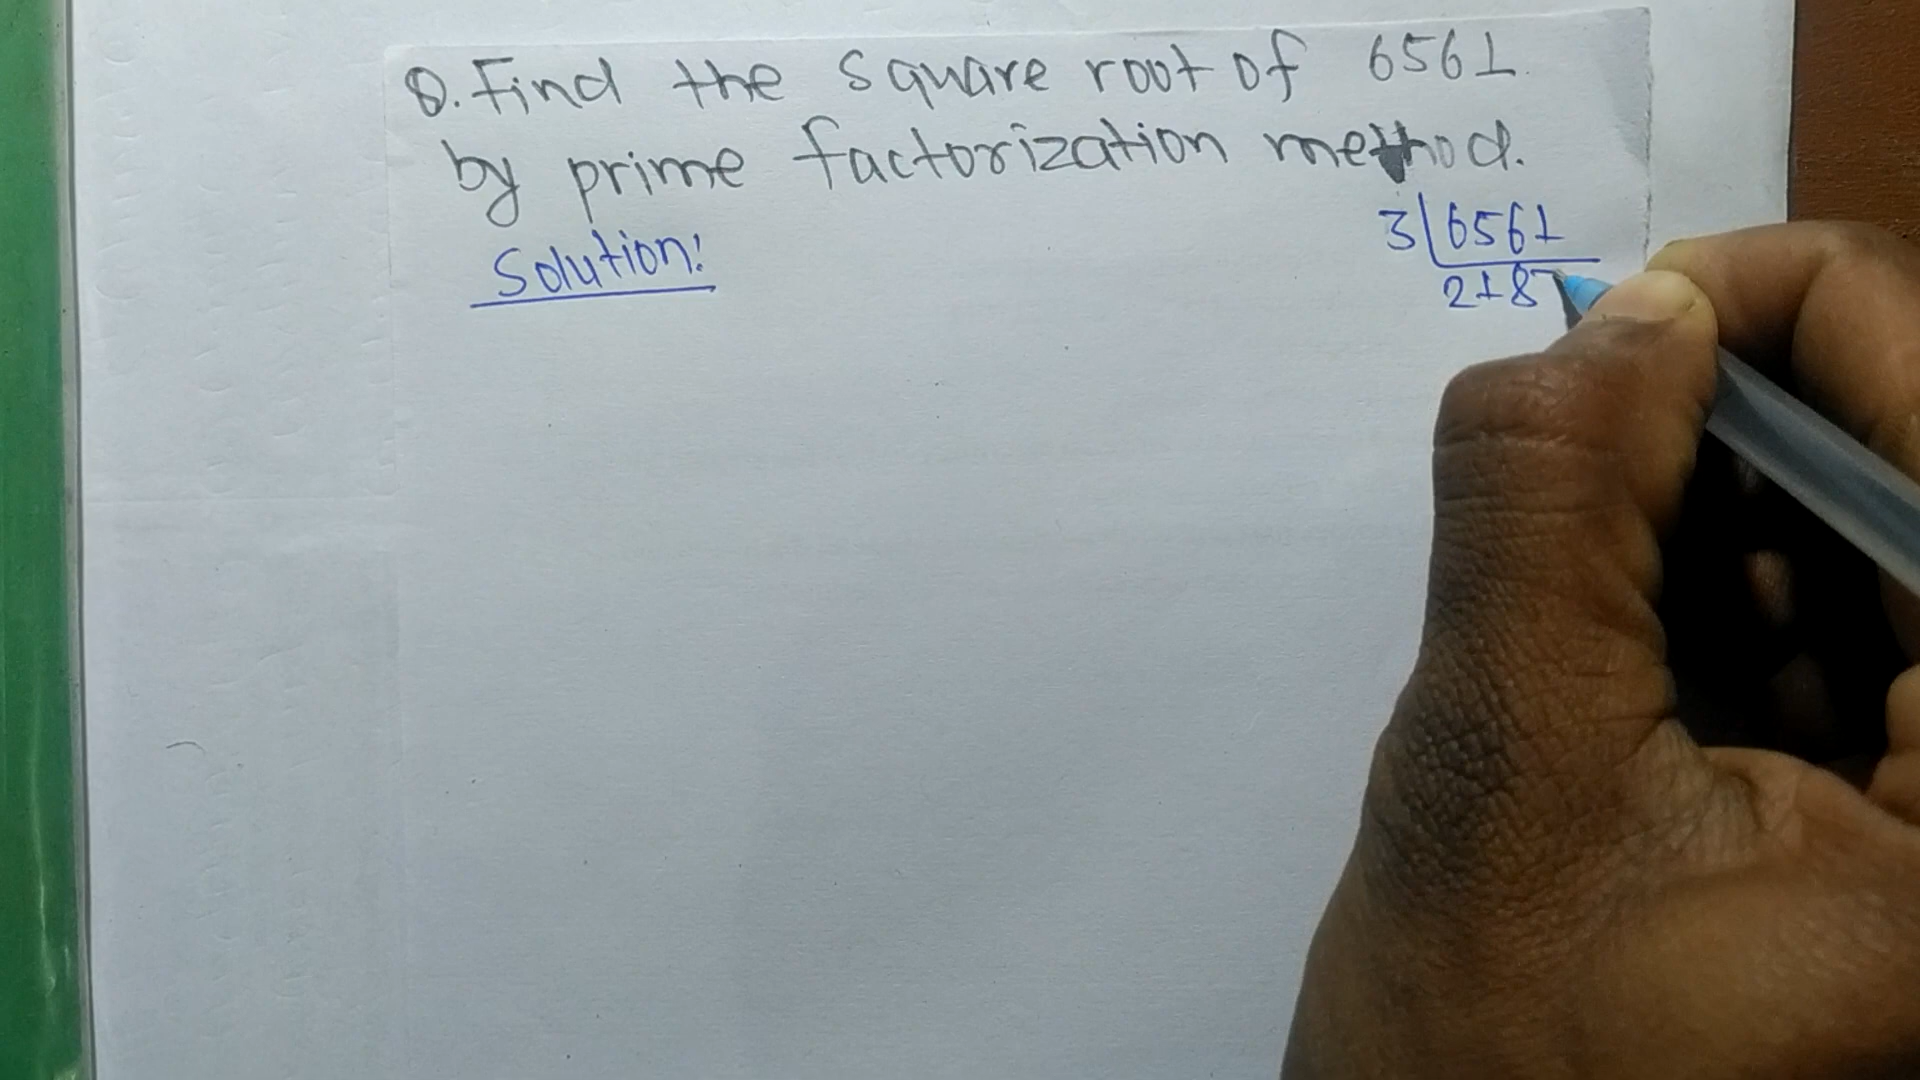 Q. Find the square root of 6561
by prime factorization method.
Solution:
3 6561
2187